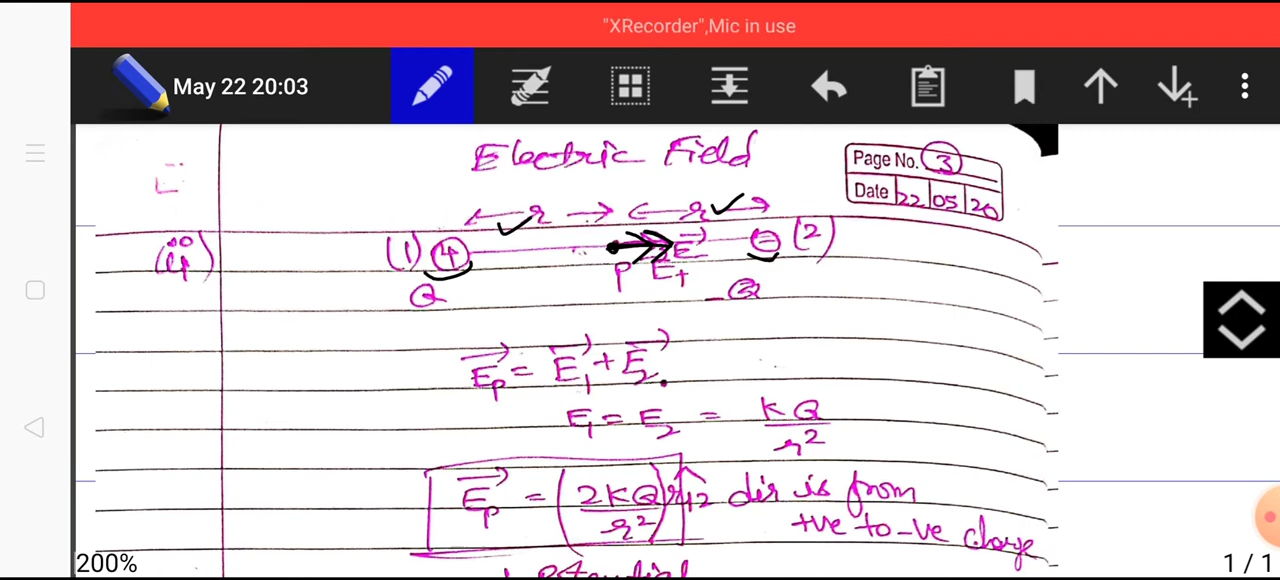 "XRecorder",Mic in use
May 22 20:03
Electric Field
Page No. 3
Date 22 05 20
← r → ← r →
(ii) (1) + P E⃗ − (2)
E+
Q −Q
E⃗p = E⃗1 + E⃗2
E1 = E2 = kQ/r²
E⃗p = (2kQ/r²) r̂12 dir is from
+ve to -ve charge
potential
200%
1/1